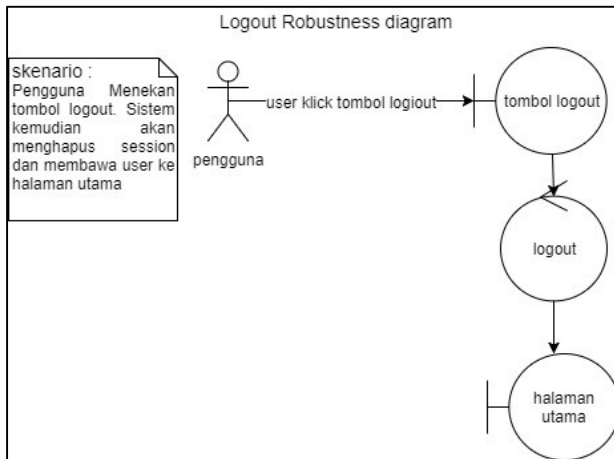 Logout Robustness diagram
skenario :
Pengguna Menekan
tombol logout. Sistem
kemudian akan
menghapus session
dan membawa user ke
halaman utama
pengguna
user klick tombol logiout
tombol logout
logout
halaman
utama